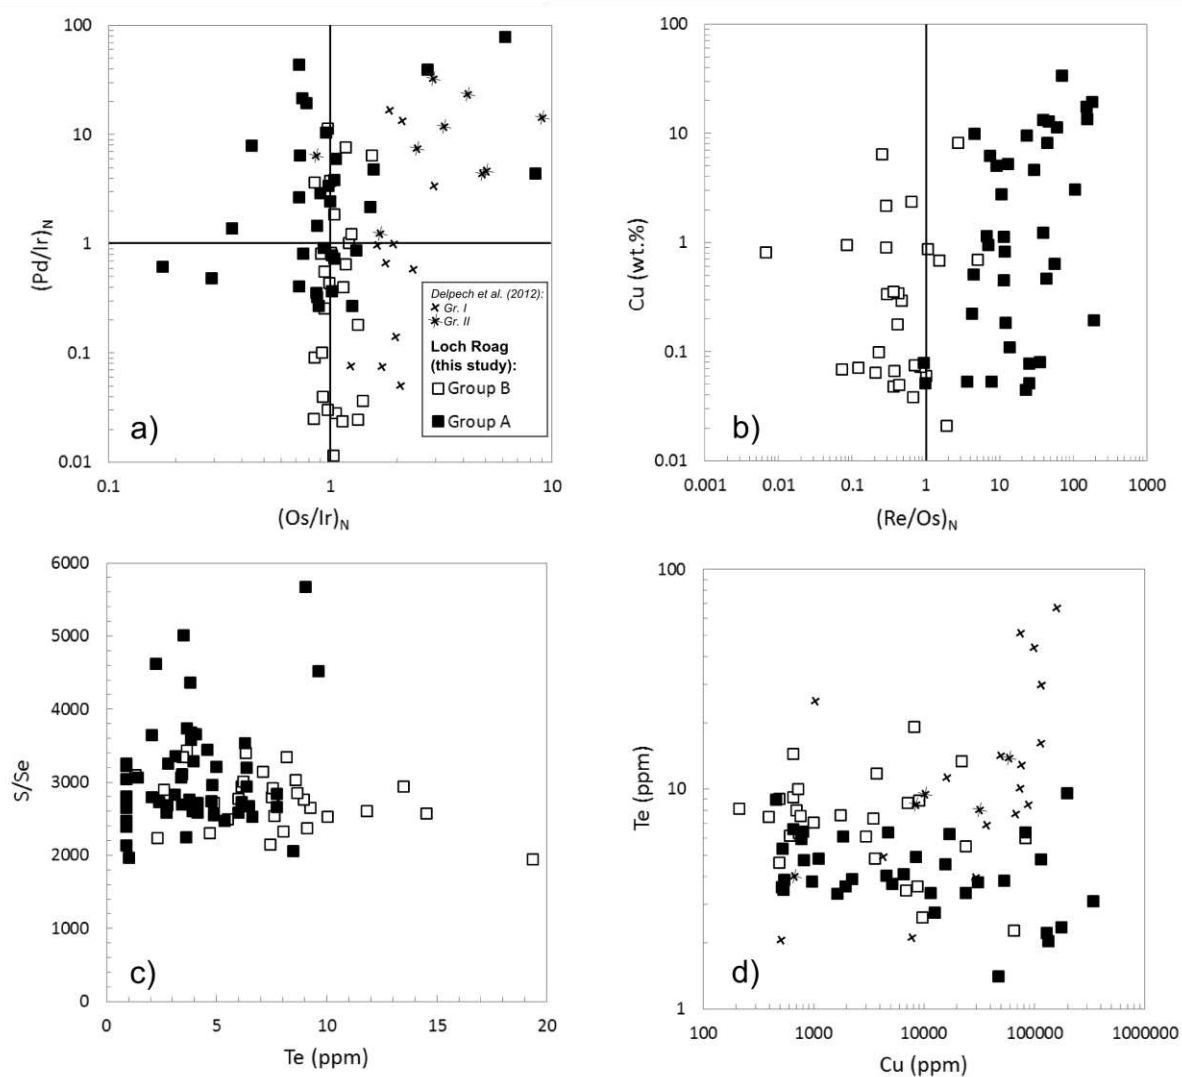 100
10
1
0.1
0.01
(Pd/Ir)N
0.1
1
10
(Os/Ir)N
a)
Delpech et al. (2012):
Gr. I
Gr. II
Loch Roag
(this study):
Group B
Group A
100
10
1
0.1
0.01
Cu (wt.%)
0.001
0.01
0.1
1
10
100
1000
(Re/Os)N
b)
6000
5000
4000
3000
2000
1000
0
S/Se
0
5
10
15
20
Te (ppm)
c)
100
10
1
Te (ppm)
100
1000
10000
100000
1000000
Cu (ppm)
d)